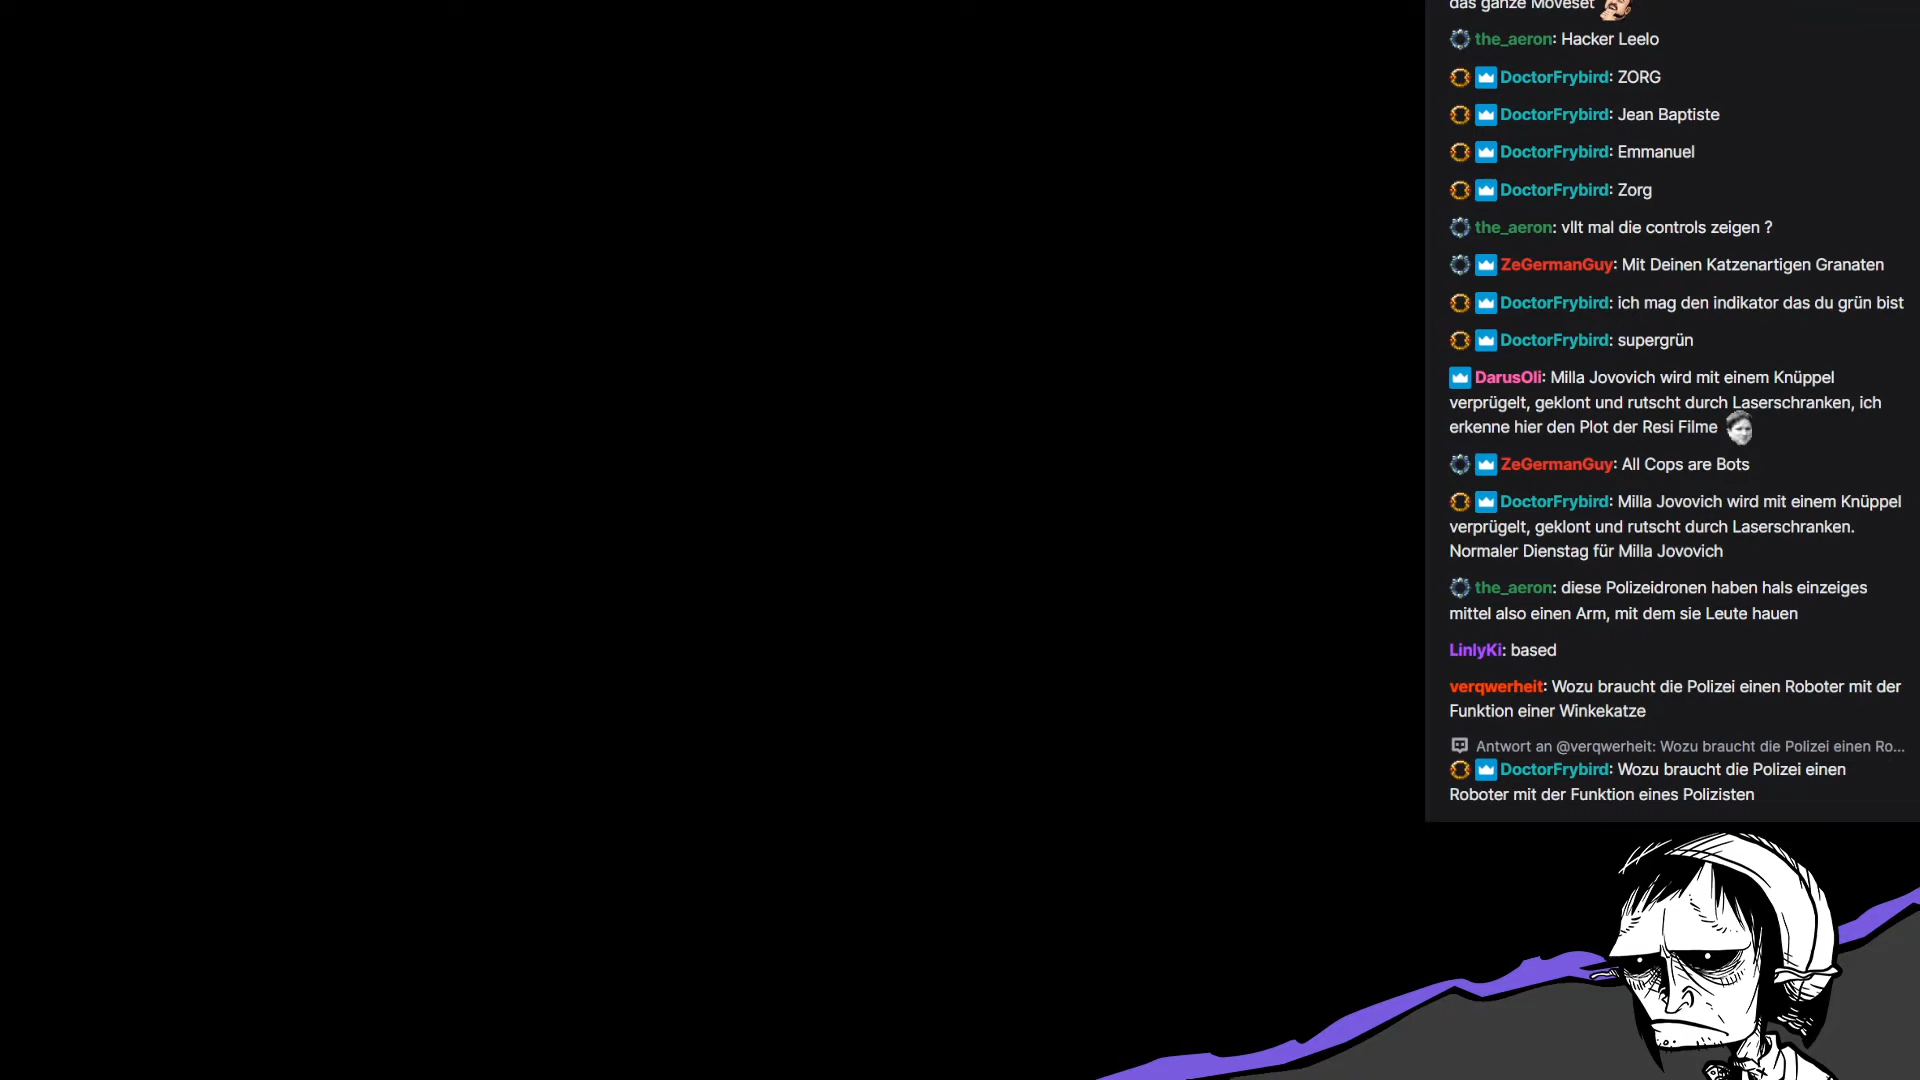 das ganze Moveset
the_aeron: Hacker Leelo
DoctorFrybird: ZORG
DoctorFrybird: Jean Baptiste
DoctorFrybird: Emmanuel
DoctorFrybird: Zorg
the_aeron: vllt mal die controls zeigen ?
ZeGermanGuy: Mit Deinen Katzenartigen Granaten
DoctorFrybird: ich mag den indikator das du grün bist
DoctorFrybird: supergrün
DarusOli: Milla Jovovich wird mit einem Knüppel
verprügelt, geklont und rutscht durch Laserschranken, ich
erkenne hier den Plot der Resi Filme
ZeGermanGuy: All Cops are Bots
DoctorFrybird: Milla Jovovich wird mit einem Knüppel
verprügelt, geklont und rutscht durch Laserschranken.
Normaler Dienstag für Milla Jovovich
the_aeron: diese Polizeidronen haben hals einzeiges
mittel also einen Arm, mit dem sie Leute hauen
LinlyKi: based
verqwerheit: Wozu braucht die Polizei einen Roboter mit der
Funktion einer Winkekatze
Antwort an @verqwerheit: Wozu braucht die Polizei einen Ro...
DoctorFrybird: Wozu braucht die Polizei einen
Roboter mit der Funktion eines Polizisten